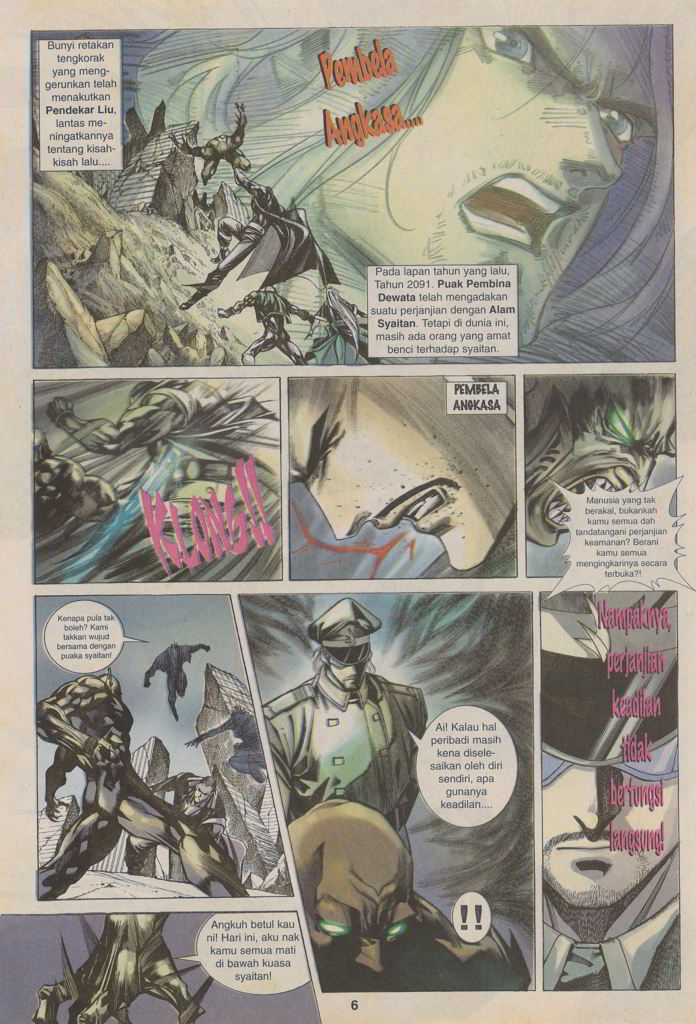 Bunyi retakan
tengkorak
yang meng-
gerunkan telah
menakutkan
Pendekar Liu,
lantas me-
ningatkannya
tentang kisah-
kisah lalu....
Pembela
Angkasa....
Pada lapan tahun yang lalu,
Tahun 2091. Puak Pembina
Dewata telah mengadakan
suatu perjanjian dengan Alam
Syaitan. Tetapi di dunia ini,
masih ada orang yang amat
benci terhadap syaitan.
KLONG!!
PEMBELA
ANGKASA
Manusia yang tak
berakal, bukankah
kamu semua dah
tandatangani perjanjian
keamanan? Berani
kamu semua
mengingkarinya secara
terbuka?!
Kenapa pula tak
boleh? Kami
takkan wujud
bersama dengan
puaka syaitan!
Ai! Kalau hal
peribadi masih
kena disele-
saikan oleh diri
sendiri, apa
gunanya
keadilan....
!!
Nampaknya,
perjanjian
keadilan
tidak
berfungsi
langsung!
Angkuh betul kau
ni! Hari ini, aku nak
kamu semua mati
di bawah kuasa
syaitan!
6